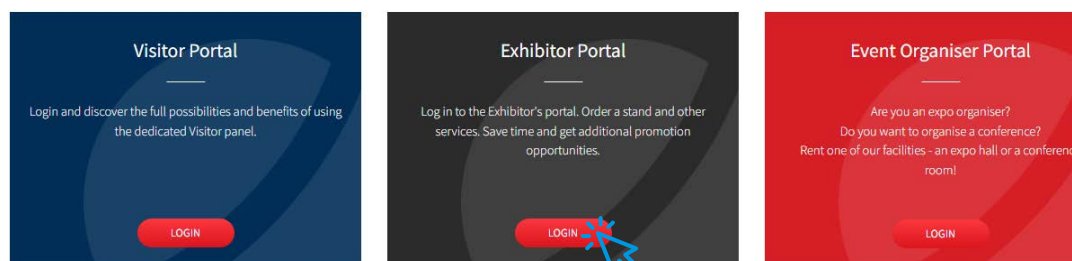 Visitor Portal
Login and discover the full possibilities and benefits of using
the dedicated Visitor panel.
LOGIN
Exhibitor Portal
Log in to the Exhibitor's portal. Order a stand and other
services. Save time and get additional promotion
opportunities.
LOGIN
Event Organiser Portal
Are you an expo organiser?
Do you want to organise a conference?
Rent one of our facilities - an expo hall or a
room!
LOGIN